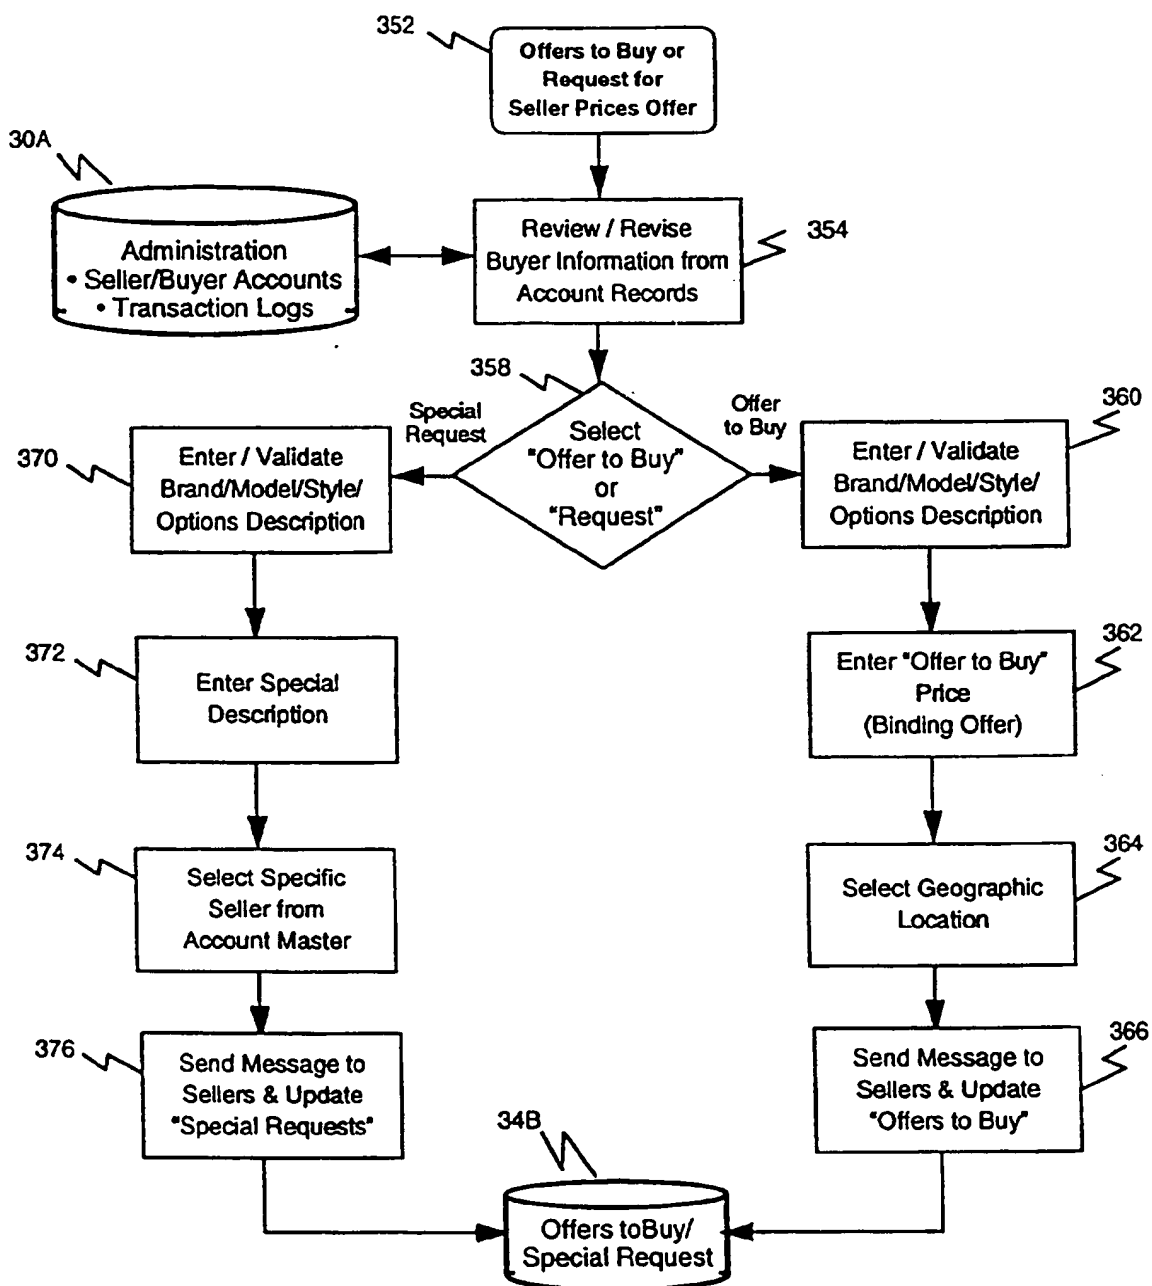 352
Offers to Buy or
Request for
Seller Prices Offer
30A
Administration
• Seller/Buyer Accounts
• Transaction Logs
Review / Revise
Buyer Information from
Account Records
354
358
Special
Request
Select
"Offer to Buy"
or
"Request"
Offer
to Buy
360
370
Enter / Validate
Brand/Model/Style/
Options Description
Enter / Validate
Brand/Model/Style/
Options Description
372
Enter Special
Description
362
Enter "Offer to Buy"
Price
(Binding Offer)
374
Select Specific
Seller from
Account Master
364
Select Geographic
Location
376
Send Message to
Sellers & Update
"Special Requests"
366
Send Message to
Sellers & Update
"Offers to Buy"
34B
Offers toBuy/
Special Request